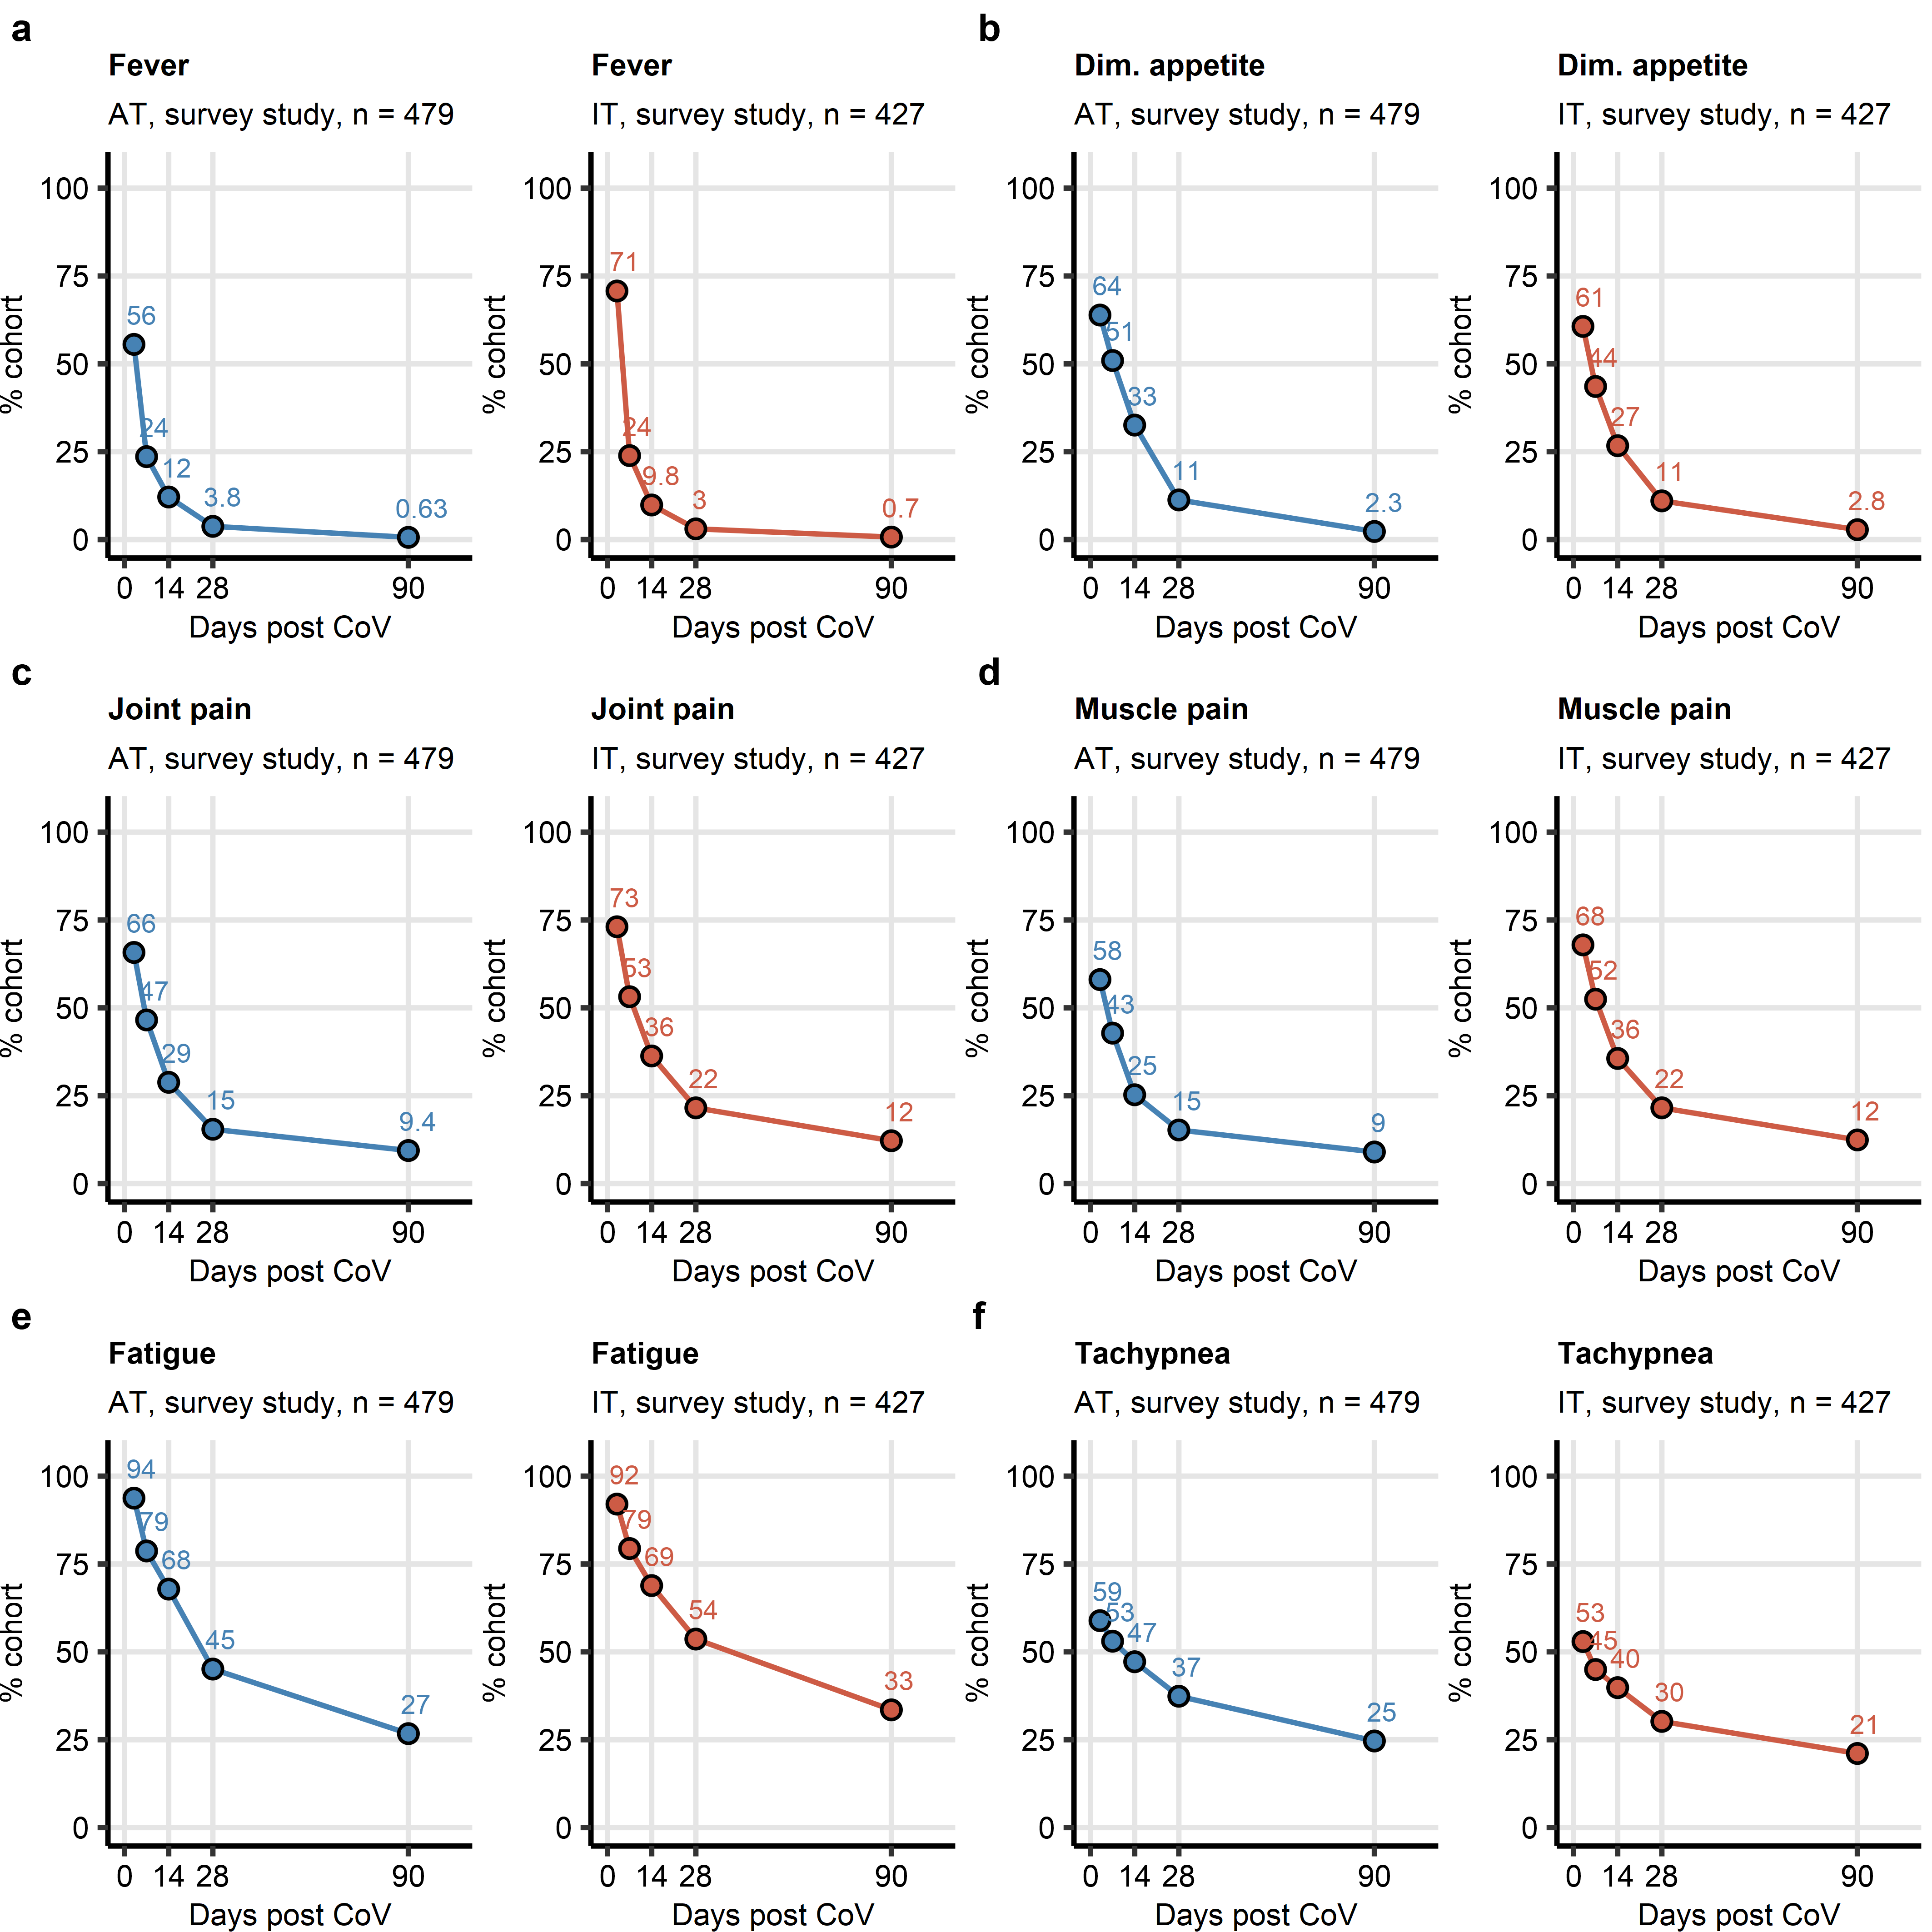 a
Fever
AT, survey study, n = 479
% cohort
100
75
50
25
0
56
24
12
3.8
0.63
0 14 28 90
Days post CoV
Fever
IT, survey study, n = 427
% cohort
100
75
50
25
0
71
24
9.8
3
0.7
0 14 28 90
Days post CoV
b
Dim. appetite
AT, survey study, n = 479
% cohort
100
75
50
25
0
64
51
33
11
2.3
0 14 28 90
Days post CoV
Dim. appetite
IT, survey study, n = 427
% cohort
100
75
50
25
0
61
44
27
11
2.8
0 14 28 90
Days post CoV
c
Joint pain
AT, survey study, n = 479
% cohort
100
75
50
25
0
66
47
29
15
9.4
0 14 28 90
Days post CoV
Joint pain
IT, survey study, n = 427
% cohort
100
75
50
25
0
73
53
36
22
12
0 14 28 90
Days post CoV
d
Muscle pain
AT, survey study, n = 479
% cohort
100
75
50
25
0
58
43
25
15
9
0 14 28 90
Days post CoV
Muscle pain
IT, survey study, n = 427
% cohort
100
75
50
25
0
68
52
36
22
12
0 14 28 90
Days post CoV
e
Fatigue
AT, survey study, n = 479
% cohort
100
75
50
25
0
94
79
68
45
27
0 14 28 90
Days post CoV
Fatigue
IT, survey study, n = 427
% cohort
100
75
50
25
0
92
79
69
54
33
0 14 28 90
Days post CoV
f
Tachypnea
AT, survey study, n = 479
% cohort
100
75
50
25
0
59
53
47
37
25
0 14 28 90
Days post CoV
Tachypnea
IT, survey study, n = 427
% cohort
100
75
50
25
0
53
45
40
30
21
0 14 28 90
Days post CoV